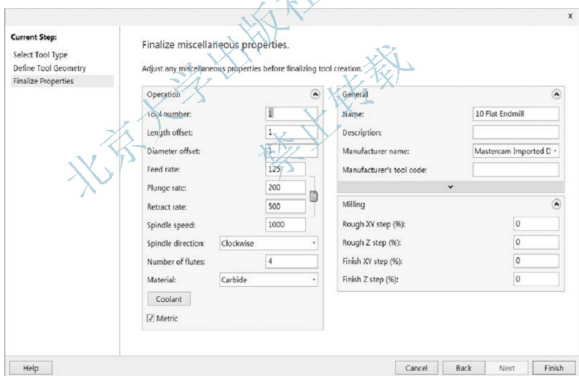 x
Current Step:
Select Tool Type
Define Tool Geometry
Finalize Properties
Finalize miscellaneous properties.
Adjust any miscellaneous properties before finalizing tool creation.
Operation
Tool number: 1
Length offset: 1
Diameter offset: 1
Feed rate: 125
Plunge rate: 200
Retract rate: 500
Spindle speed: 1000
Spindle direction: Clockwise
Number of flutes: 4
Material: Carbide
Coolant
Metric
General
Name: 10 Flat Endmill
Description:
Manufacturer name: Mastercam Imported D
Manufacturer's tool code:
Milling
Rough XY step (%): 0
Rough Z step (%): 0
Finish XY step (%): 0
Finish Z step (%): 0
Help
Cancel Back Next Finish
北京大学出版社
禁止转载